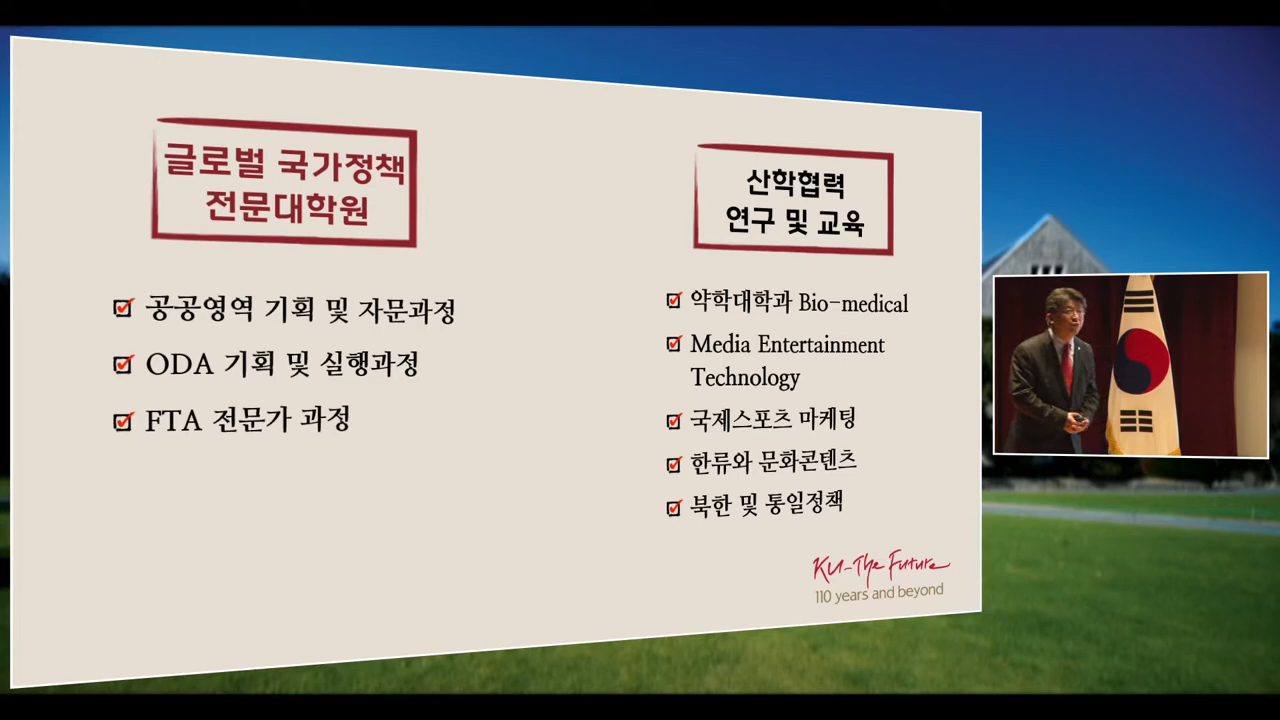 글로벌 국가정책
전문대학원
공공영역 기획 및 자문과정
ODA 기획 및 실행과정
FTA 전문가 과정
산학협력
연구 및 교육
약학대학과 Bio-medical
Media Entertainment
Technology
국제스포츠 마케팅
한류와 문화콘텐츠
북한 및 통일정책
KU-The Future
110 years and beyond